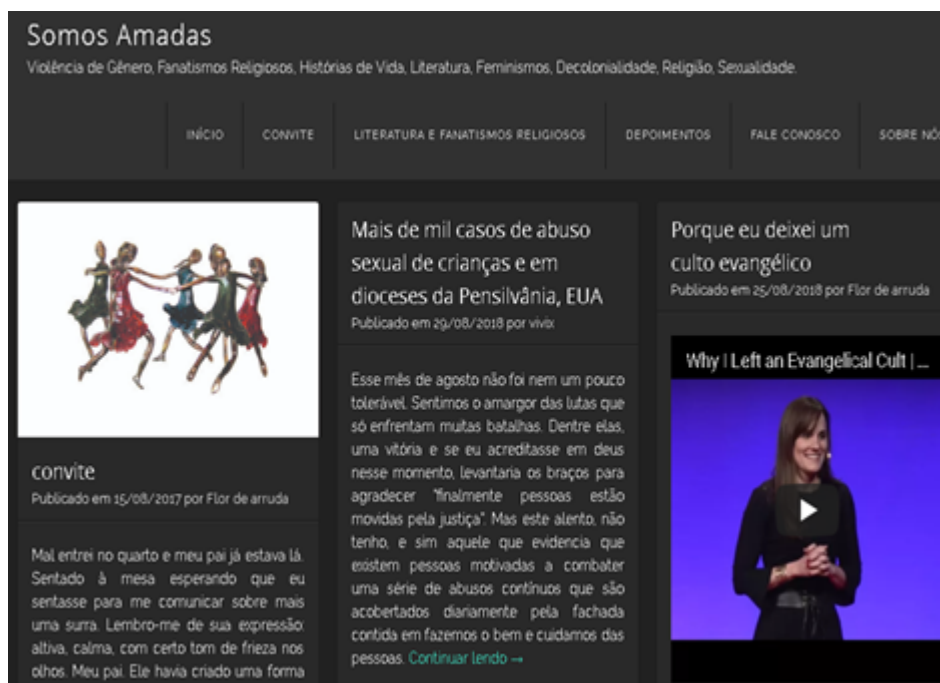 Somos Amadas
Violência de Gênero, Fanatismos Religiosos, Histórias de Vida, Literatura, Feminismos, Decolonialidade, Religião, Sexualidade.
INÍCIO
CONVITE
LITERATURA E FANATISMOS RELIGIOSOS
DEPOIMENTOS
FALE CONOSCO
SOBRE NÓS
convite
Publicado em 15/08/2017 por Flor de arruda
Mal entrei no quarto e meu pai já estava lá.
Sentado à mesa esperando que eu
sentasse para me comunicar sobre mais
uma surra. Lembro-me de sua expressão:
altiva, calma, com certo tom de frieza nos
olhos. Meu pai. Ele havia criado uma forma
Mais de mil casos de abuso
sexual de crianças e em
dioceses da Pensilvânia, EUA
Publicado em 29/08/2018 por vivix
Esse mês de agosto não foi nem um pouco
tolerável. Sentimos o amargor das lutas que
só enfrentam muitas batalhas. Dentre elas,
uma vitória e se eu acreditasse em deus
nesse momento, levantaria os braços para
agradecer "finalmente pessoas estão
movidas pela justiça". Mas este alento, não
tenho, e sim aquele que evidencia que
existem pessoas motivadas a combater
uma série de abusos contínuos que são
acobertados diariamente pela fachada
contida em fazemos o bem e cuidamos das
pessoas. Continuar lendo →
Porque eu deixei um
culto evangélico
Publicado em 25/08/2018 por Flor de arruda
Why I Left an Evangelical Cult | ...